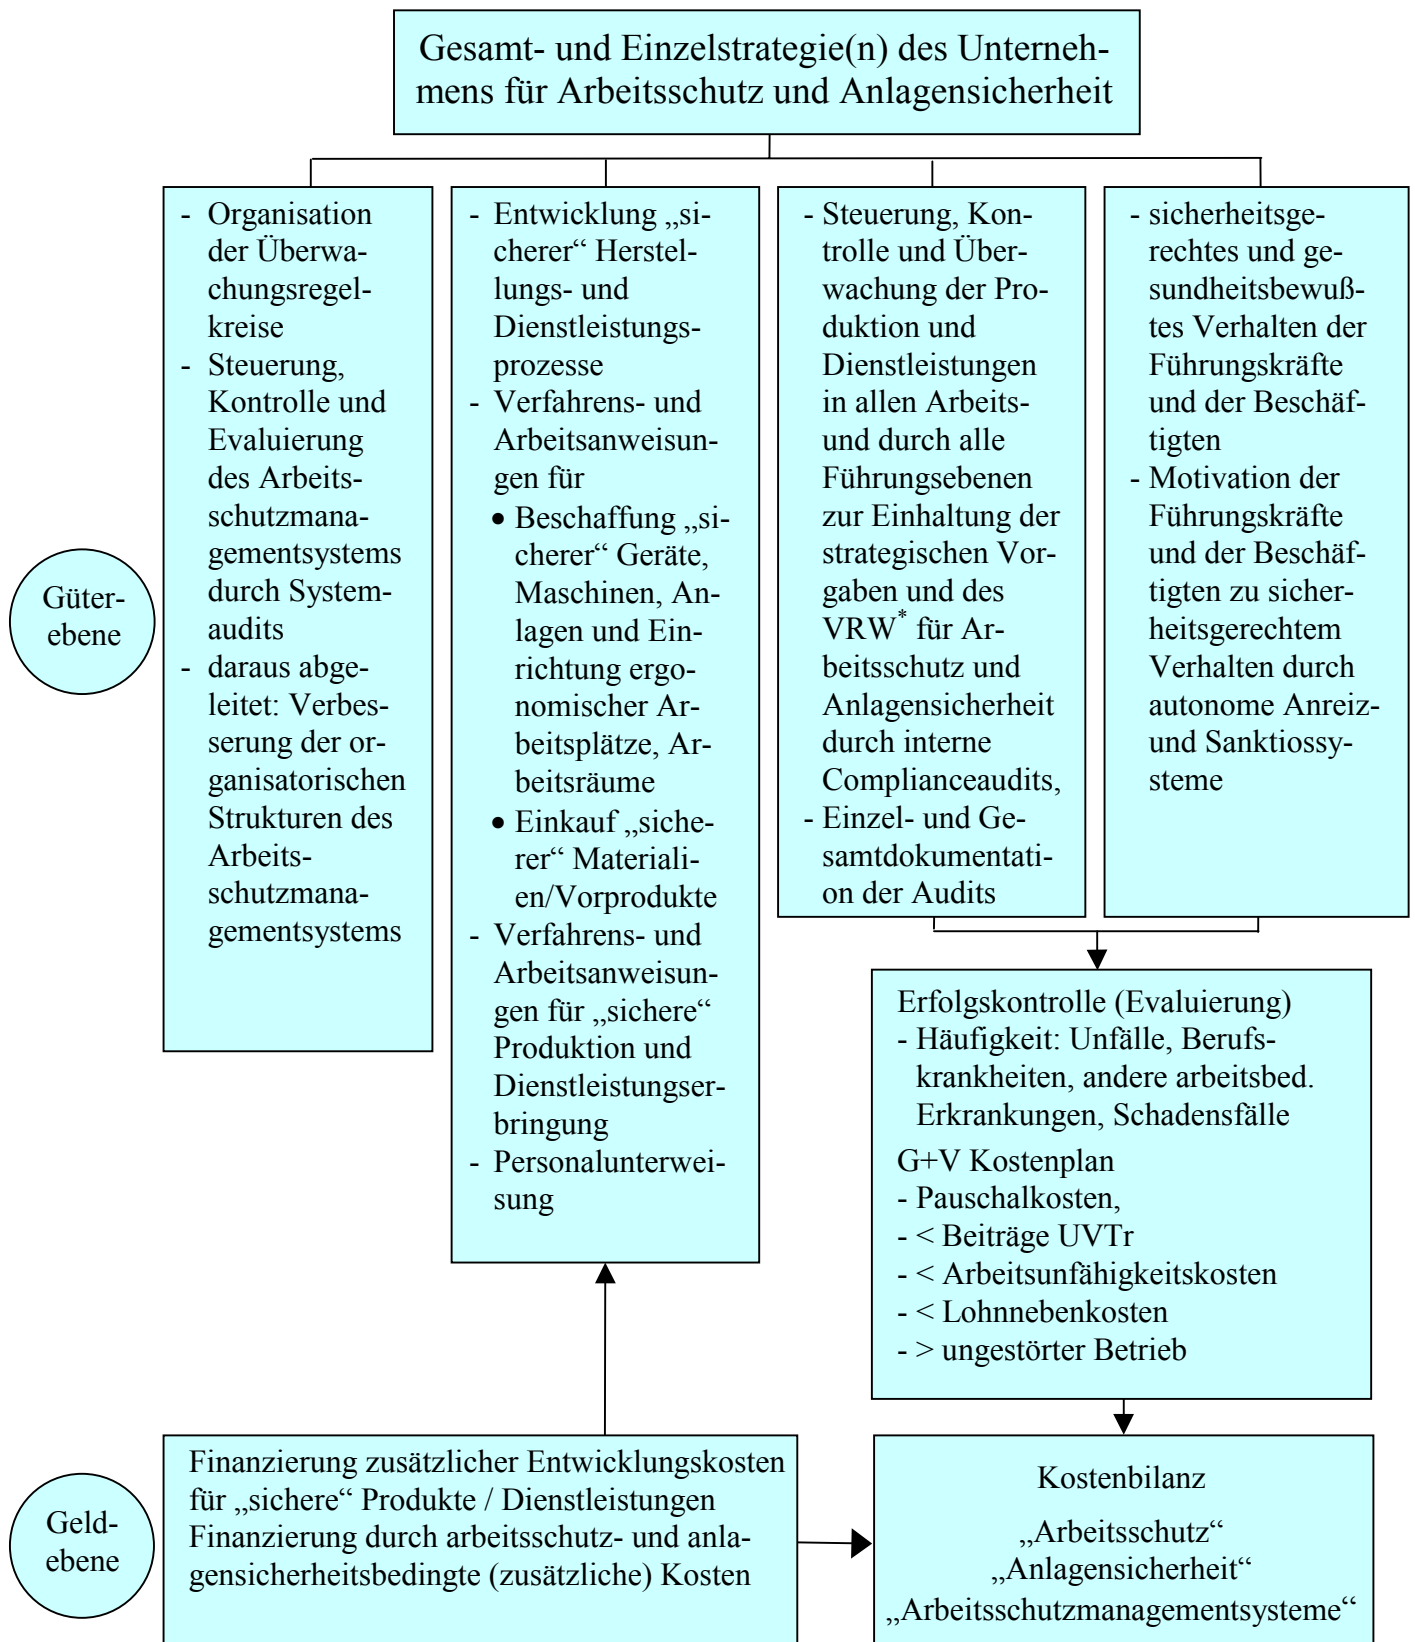 Gesamt- und Einzelstrategie(n) des Unterneh-
mens für Arbeitsschutz und Anlagensicherheit
- Organisation
der Überwa-
chungsregel-
kreise
- Steuerung,
Kontrolle und
Evaluierung
des Arbeits-
schutzmana-
gementsystems
durch System-
audits
- daraus abge-
leitet: Verbes-
serung der or-
ganisatorischen
Strukturen des
Arbeits-
schutzmana-
gementsystems
- Entwicklung „si-
cherer“ Herstel-
lungs- und
Dienstleistungs-
prozesse
- Verfahrens- und
Arbeitsanweisun-
gen für
• Beschaffung „si-
cherer“ Geräte,
Maschinen, An-
lagen und Ein-
richtung ergo-
nomischer Ar-
beitsplätze, Ar-
beitsräume
• Einkauf „siche-
rer“ Materiali-
en/Vorprodukte
- Verfahrens- und
Arbeitsanweisun-
gen für „sichere“
Produktion und
Dienstleistungser-
bringung
- Personalunterwei-
sung
- Steuerung, Kon-
trolle und Über-
wachung der Pro-
duktion und
Dienstleistungen
in allen Arbeits-
und durch alle
Führungsebenen
zur Einhaltung der
strategischen Vor-
gaben und des
VRW* für Ar-
beitsschutz und
Anlagensicherheit
durch interne
Complianceaudits,
- Einzel- und Ge-
samtdokumentati-
on der Audits
- sicherheitsge-
rechtes und ge-
sundheitsbewuß-
tes Verhalten der
Führungskräfte
und der Beschäf-
tigten
- Motivation der
Führungskräfte
und der Beschäf-
tigten zu sicher-
heitsgerechtem
Verhalten durch
autonome Anreiz-
und Sanktiossy-
steme
Güter-
ebene
Erfolgskontrolle (Evaluierung)
- Häufigkeit: Unfälle, Berufs-
krankheiten, andere arbeitsbed.
Erkrankungen, Schadensfälle
G+V Kostenplan
- Pauschalkosten,
- < Beiträge UVTr
- < Arbeitsunfähigkeitskosten
- < Lohnnebenkosten
- > ungestörter Betrieb
Geld-
ebene
Finanzierung zusätzlicher Entwicklungskosten
für „sichere“ Produkte / Dienstleistungen
Finanzierung durch arbeitsschutz- und anla-
gensicherheitsbedingte (zusätzliche) Kosten
Kostenbilanz
„Arbeitsschutz“
„Anlagensicherheit“
„Arbeitsschutzmanagementsysteme“